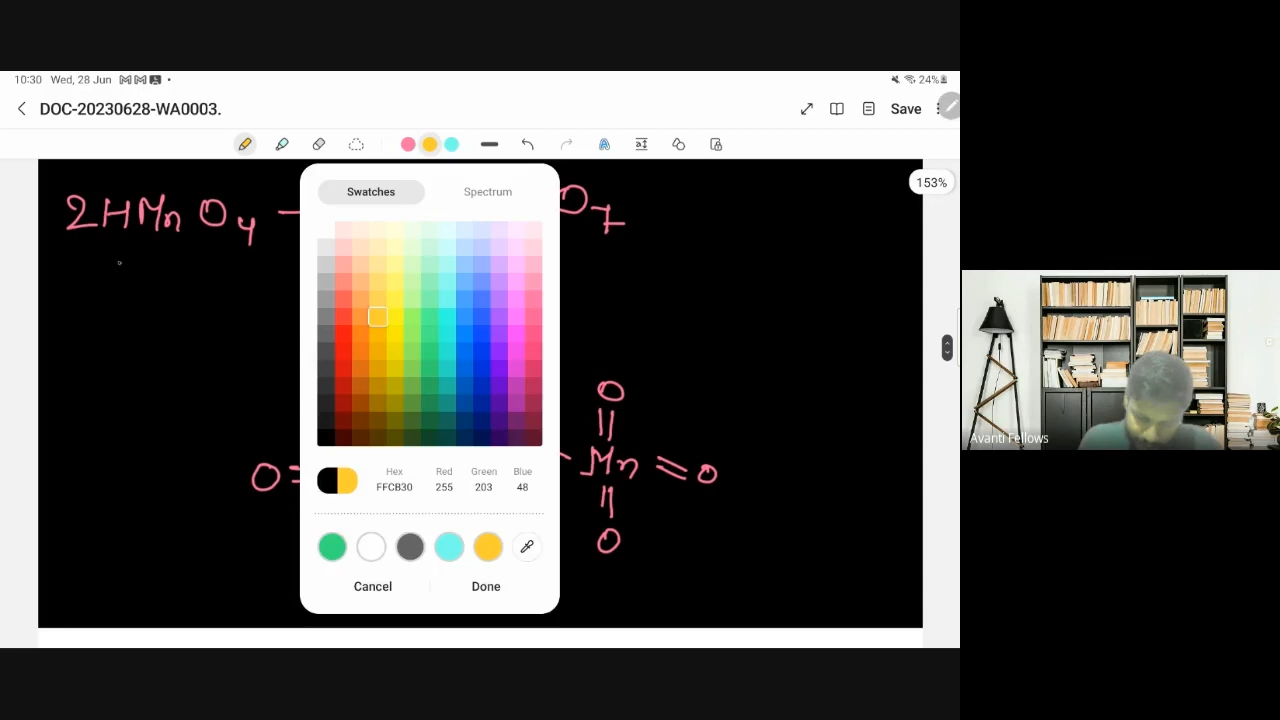 10:30 Wed, 28 Jun
24%
DOC-20230628-WA0003.
Save
153%
Swatches Spectrum
2HMnO4 – O7
O
O= Mn =O
O
Hex Red Green Blue
FFCB30 255 203 48
Cancel Done
Avanti Fellows